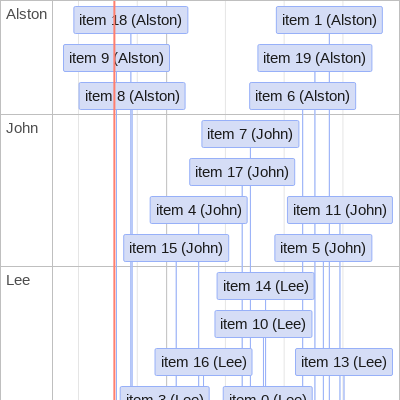 Alston
item 18 (Alston)
item 1 (Alston)
item 9 (Alston)
item 19 (Alston)
item 8 (Alston)
item 6 (Alston)
John
item 7 (John)
item 17 (John)
item 4 (John)
item 11 (John)
item 15 (John)
item 5 (John)
Lee
item 14 (Lee)
item 10 (Lee)
item 16 (Lee)
item 13 (Lee)
item 3 (Lee)
item 0 (Lee)